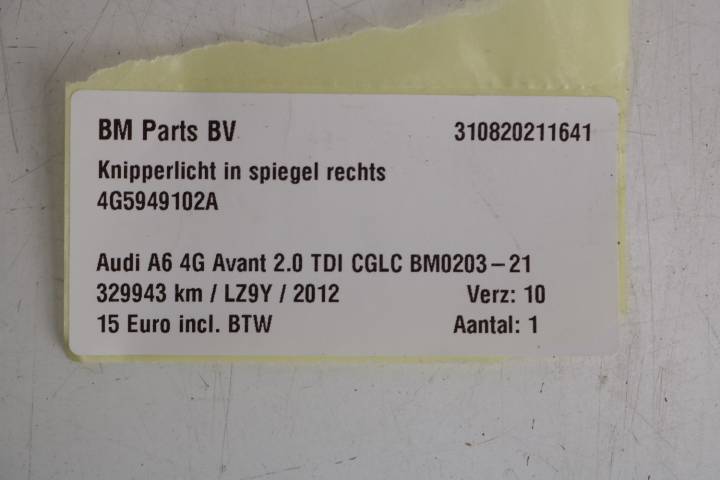 BM Parts BV 310820211641
Knipperlicht in spiegel rechts
4G5949102A
Audi A6 4G Avant 2.0 TDI CGLC BM0203-21
329943 km / LZ9Y / 2012 Verz: 10
15 Euro incl. BTW Aantal: 1